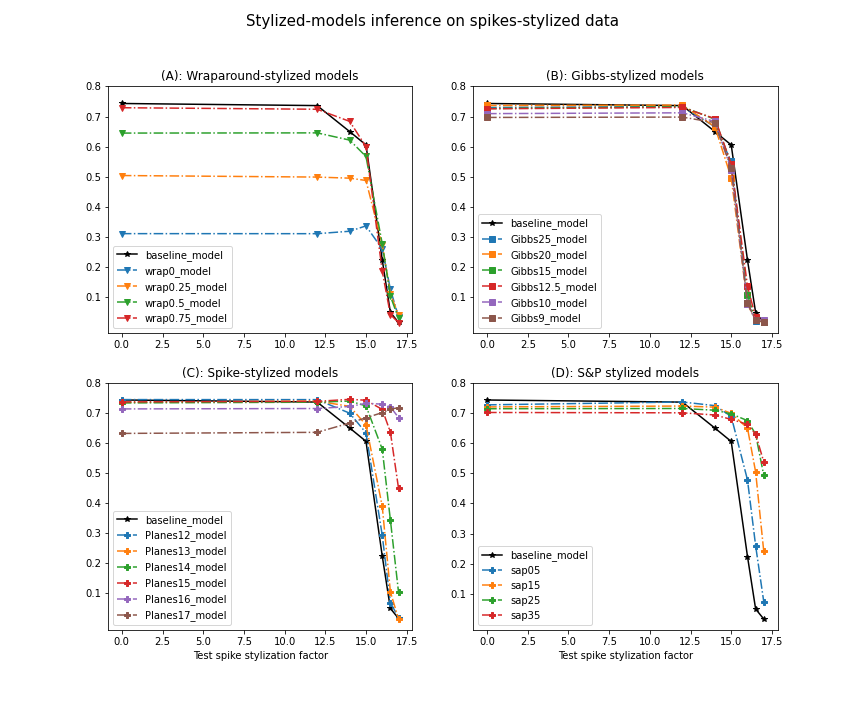 Stylized-models inference on spikes-stylized data
(A): Wraparound-stylized models
0.8
0.7
0.6
0.5
0.4
0.3
0.2
0.1
baseline_model
wrap0_model
wrap0.25_model
wrap0.5_model
wrap0.75_model
0.0 2.5 5.0 7.5 10.0 12.5 15.0 17.5
(B): Gibbs-stylized models
0.8
0.7
0.6
0.5
0.4
0.3
0.2
0.1
baseline_model
Gibbs25_model
Gibbs20_model
Gibbs15_model
Gibbs12.5_model
Gibbs10_model
Gibbs9_model
0.0 2.5 5.0 7.5 10.0 12.5 15.0 17.5
(C): Spike-stylized models
0.8
0.7
0.6
0.5
0.4
0.3
0.2
0.1
baseline_model
Planes12_model
Planes13_model
Planes14_model
Planes15_model
Planes16_model
Planes17_model
0.0 2.5 5.0 7.5 10.0 12.5 15.0 17.5
Test spike stylization factor
(D): S&P stylized models
0.8
0.7
0.6
0.5
0.4
0.3
0.2
0.1
baseline_model
sap05
sap15
sap25
sap35
0.0 2.5 5.0 7.5 10.0 12.5 15.0 17.5
Test spike stylization factor